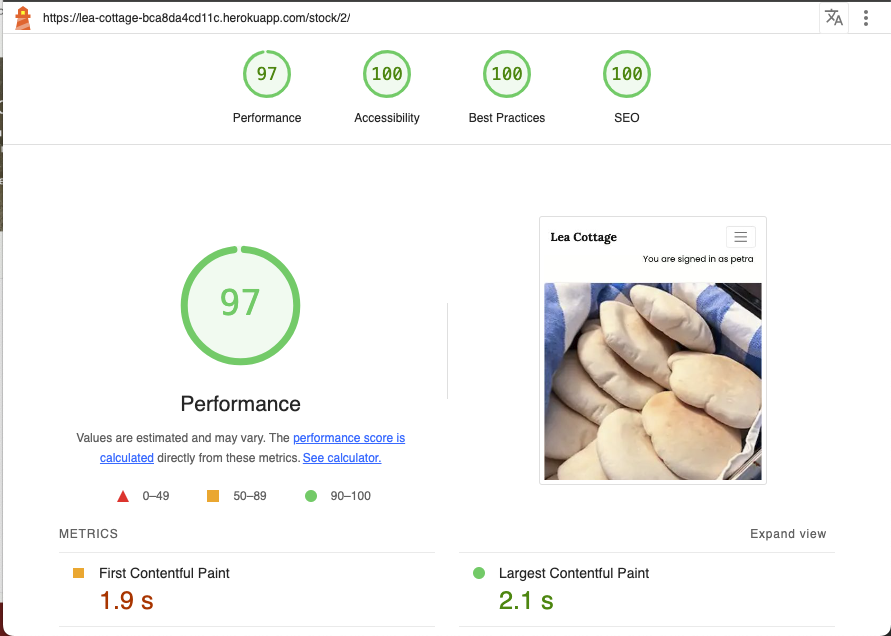 https://lea-cottage-bca8da4cd11c.herokuapp.com/stock/2/
97 100 100 100
Performance Accessibility Best Practices SEO
97
Performance
Values are estimated and may vary. The performance score is
calculated directly from these metrics. See calculator.
0–49 50–89 90–100
Lea Cottage
You are signed in as petra
METRICS Expand view
First Contentful Paint Largest Contentful Paint
1.9 s 2.1 s